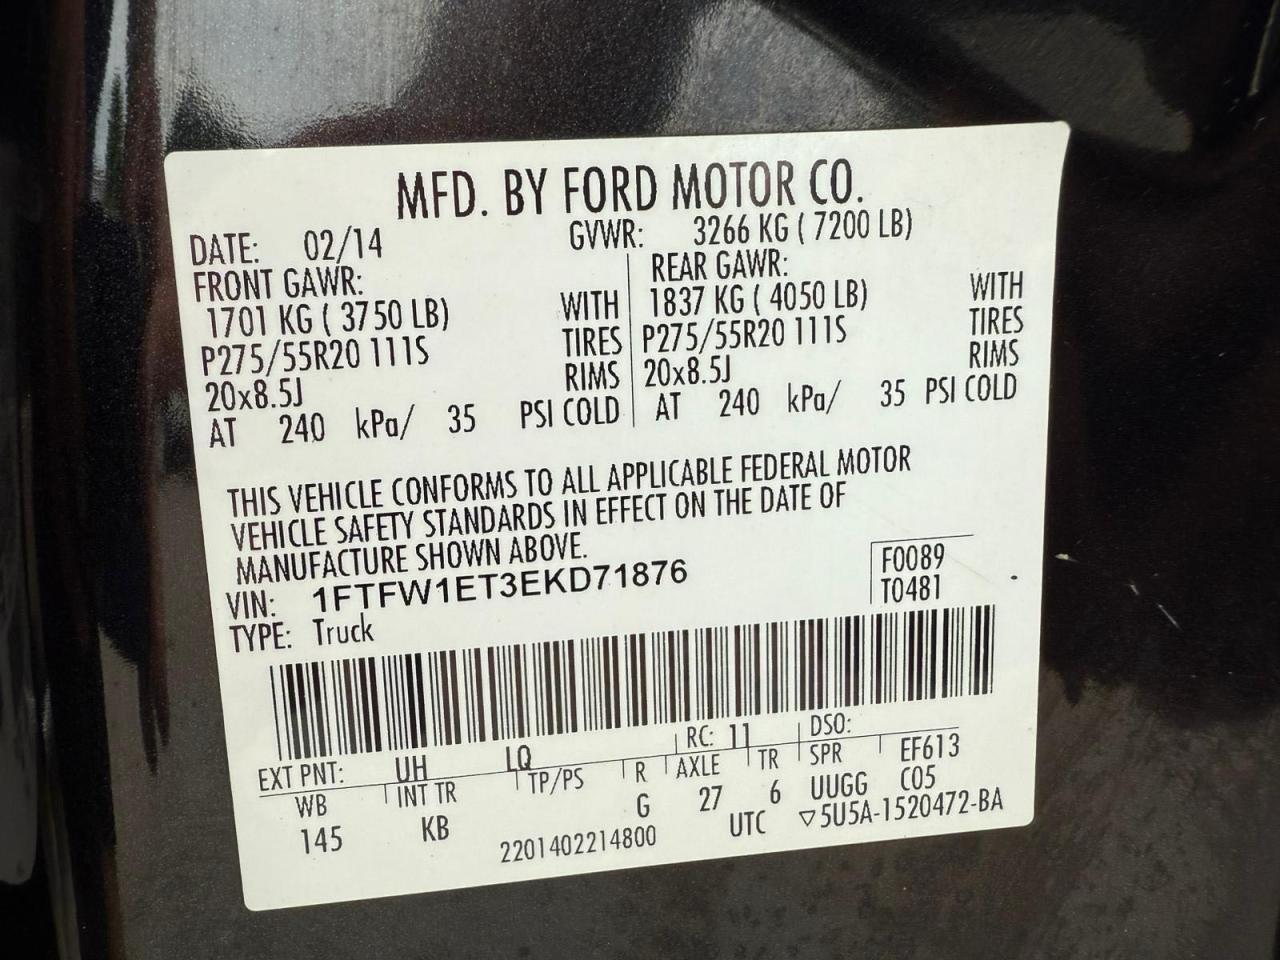 MFD. BY FORD MOTOR CO.
DATE: 02/14 GVWR: 3266 KG ( 7200 LB)
FRONT GAWR: REAR GAWR:
1701 KG ( 3750 LB) WITH 1837 KG ( 4050 LB) WITH
P275/55R20 111S TIRES P275/55R20 111S TIRES
20x8.5J RIMS 20x8.5J RIMS
AT 240 kPa/ 35 PSI COLD AT 240 kPa/ 35 PSI COLD
THIS VEHICLE CONFORMS TO ALL APPLICABLE FEDERAL MOTOR
VEHICLE SAFETY STANDARDS IN EFFECT ON THE DATE OF
MANUFACTURE SHOWN ABOVE.
VIN: 1FTFW1ET3EKD71876 F0089
TYPE: Truck T0481
EXT PNT: UH LQ RC: 11 DSO:
WB INT TR TP/PS R AXLE TR SPR EF613
145 KB G 27 6 UUGG C05
2201402214800 UTC ▽5U5A-1520472-BA